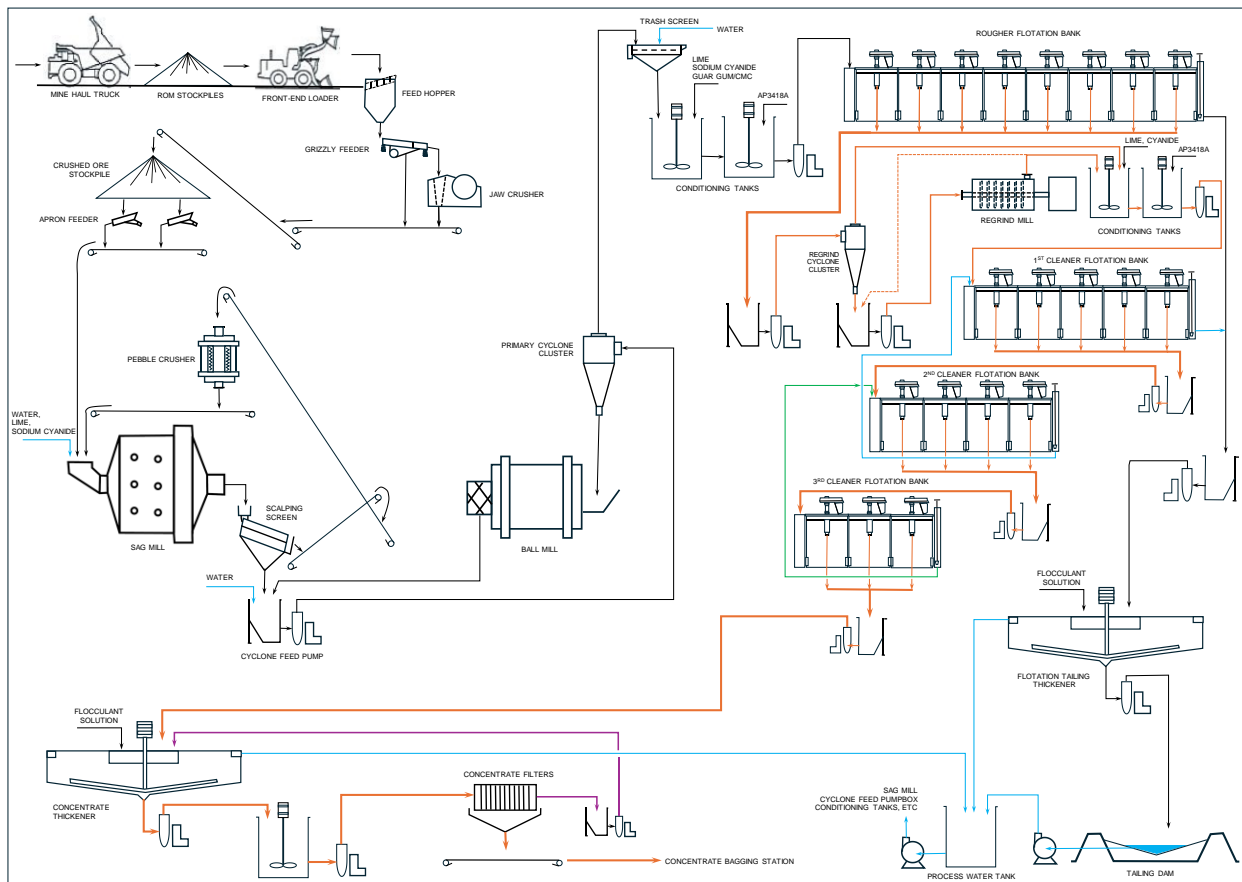 TRASH SCREEN
WATER
ROUGHER FLOTATION BANK
LIME
SODIUM CYANIDE
GUAR GUM/CMC
AP3418A
MINE HAUL TRUCK
ROM STOCKPILES
FRONT-END LOADER
FEED HOPPER
GRIZZLY FEEDER
JAW CRUSHER
CRUSHED ORE
STOCKPILE
APRON FEEDER
CONDITIONING TANKS
LIME, CYANIDE
AP3418A
REGRIND MILL
CONDITIONING TANKS
REGRIND
CYCLONE
CLUSTER
1ST CLEANER FLOTATION BANK
PEBBLE CRUSHER
PRIMARY CYCLONE
CLUSTER
2ND CLEANER FLOTATION BANK
WATER,
LIME,
SODIUM CYANIDE
SAG MILL
SCALPING
SCREEN
BALL MILL
3RD CLEANER FLOTATION BANK
WATER
CYCLONE FEED PUMP
FLOCCULANT
SOLUTION
FLOTATION TAILING
THICKENER
FLOCCULANT
SOLUTION
CONCENTRATE
THICKENER
CONCENTRATE FILTERS
CONCENTRATE BAGGING STATION
SAG MILL
CYCLONE FEED PUMPBOX
CONDITIONING TANKS, ETC
PROCESS WATER TANK
TAILING DAM